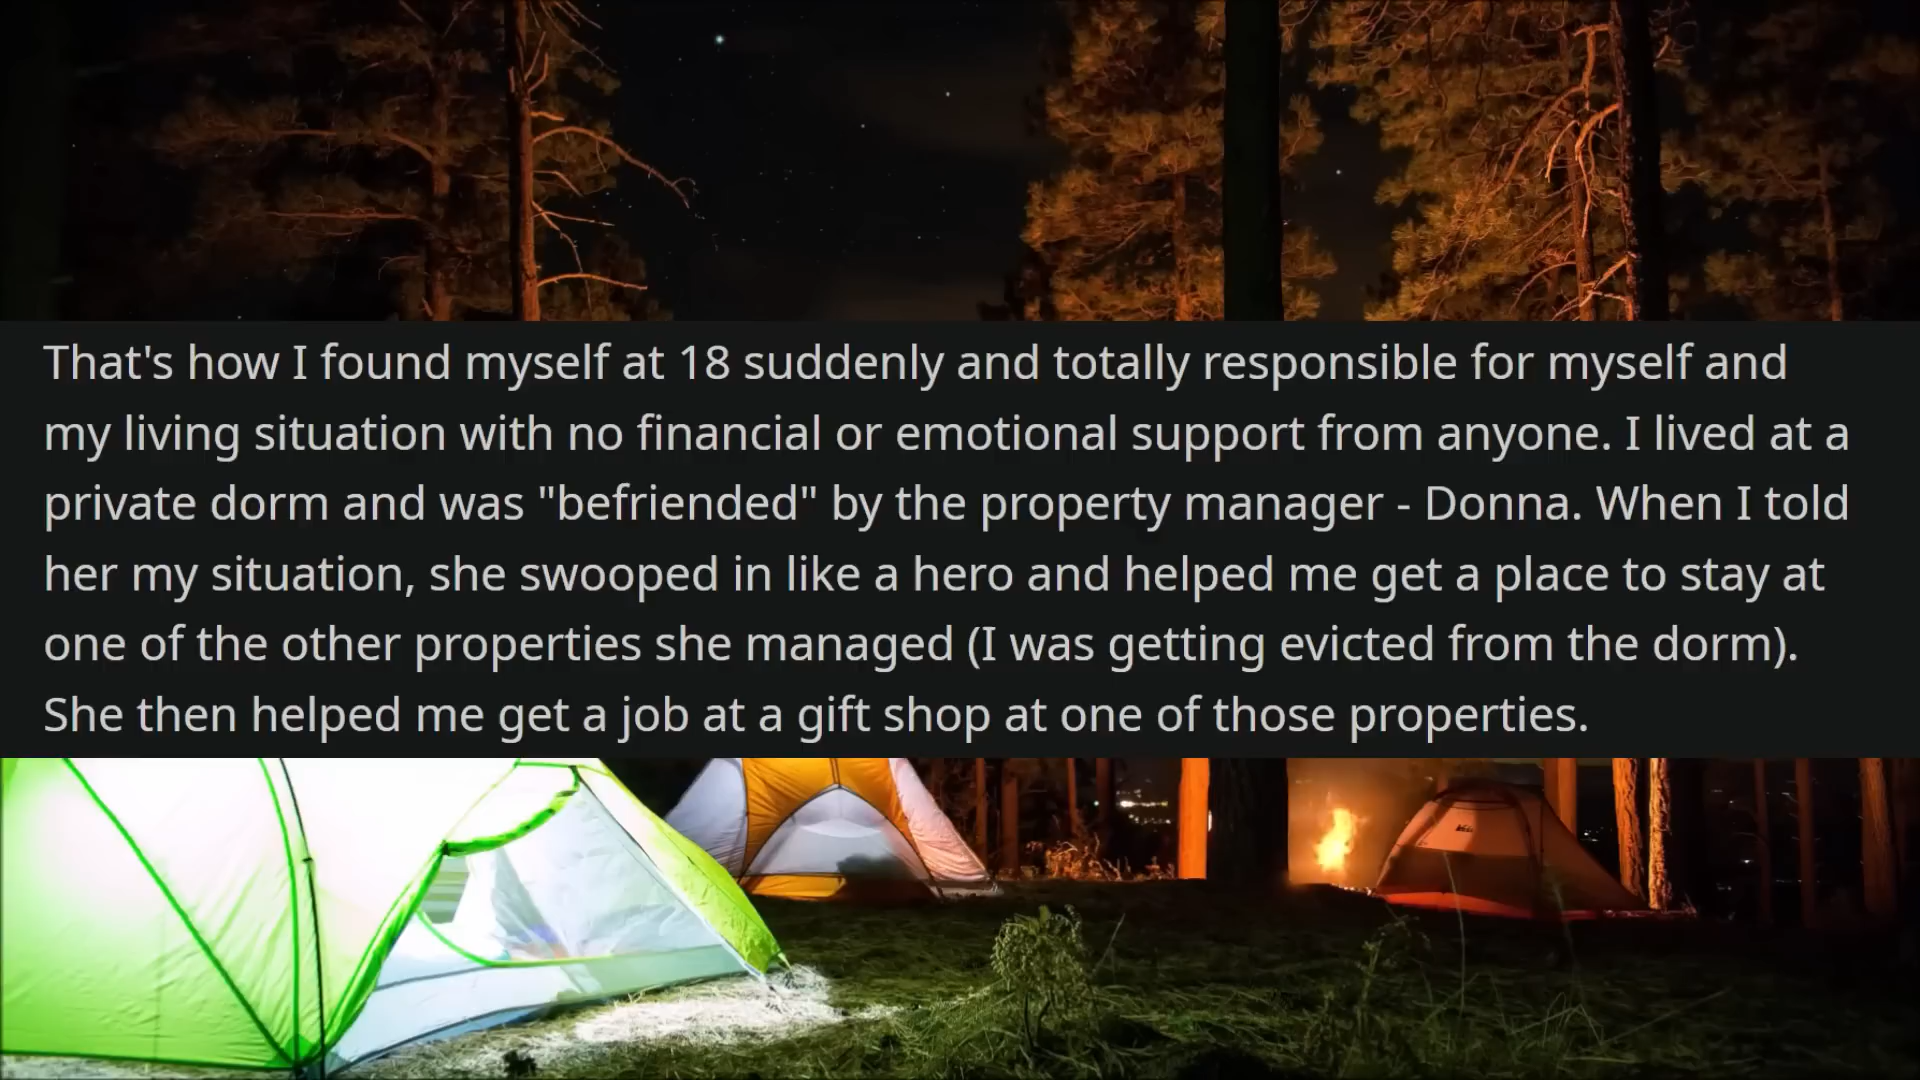 That's how I found myself at 18 suddenly and totally responsible for myself and
my living situation with no financial or emotional support from anyone. I lived at a
private dorm and was "befriended" by the property manager - Donna. When I told
her my situation, she swooped in like a hero and helped me get a place to stay at
one of the other properties she managed (I was getting evicted from the dorm).
She then helped me get a job at a gift shop at one of those properties.